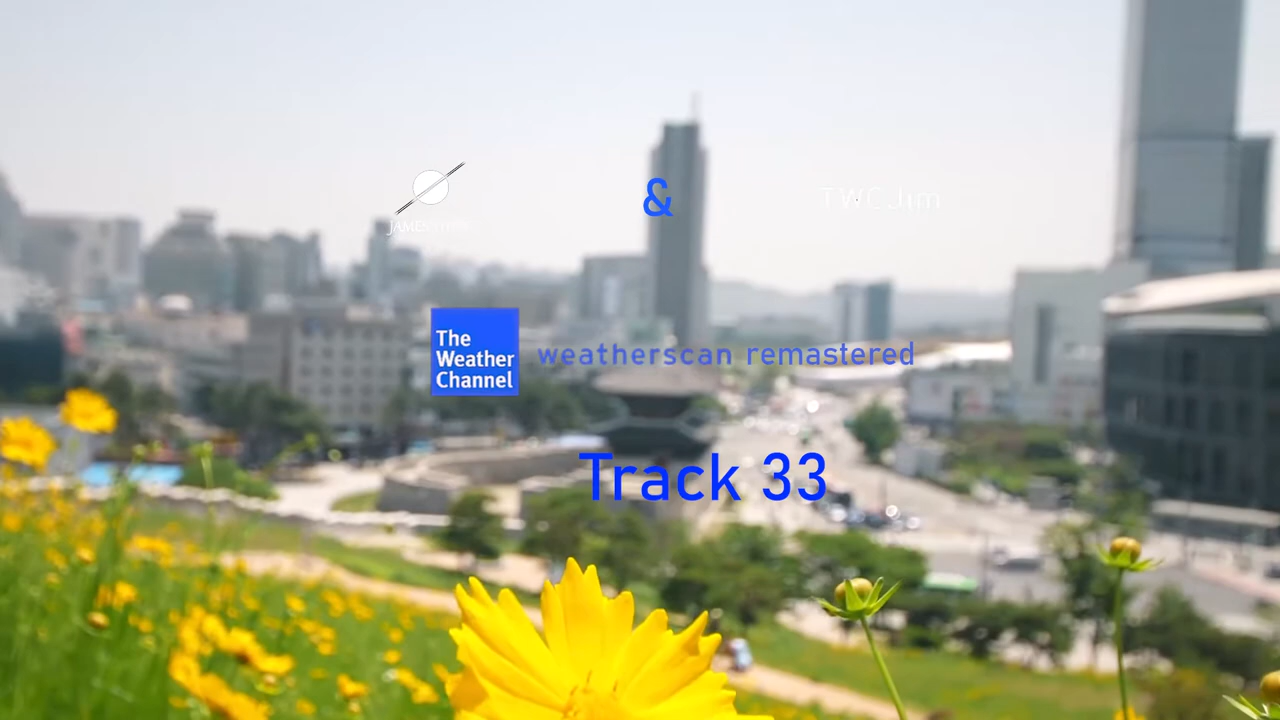 &
TWCJim
The
Weather
Channel
weatherscan remastered
Track 33